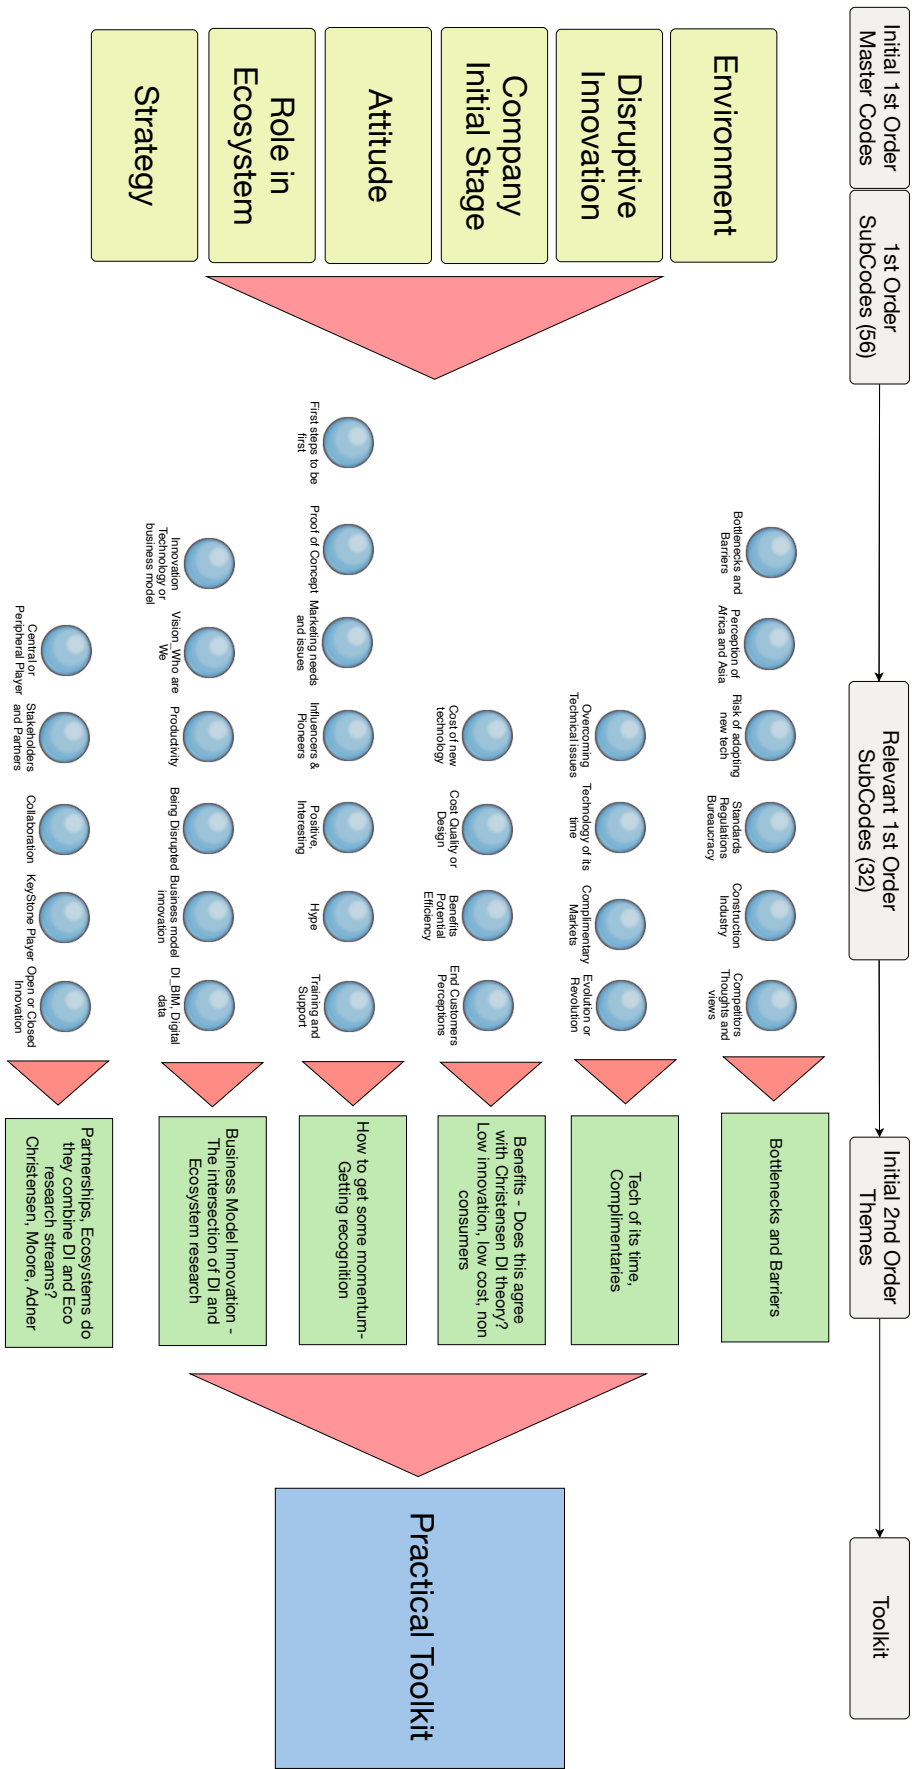 Initial 1st Order
Master Codes
1st Order
SubCodes (56)
Relevant 1st Order
SubCodes (32)
Initial 2nd Order
Themes
Toolkit
Environment
Disruptive
Innovation
Company
Initial Stage
Attitude
Role in
Ecosystem
Strategy
Bottlenecks and
Barriers
Perception of
Africa and Asia
Risk of adopting
new tech
Standards
Regulations
Bureaucracy
Construction
Industry
Competitors
Thoughts and
views
Bottlenecks and Barriers
Overcoming
Technical issues
Technology of its
time
Complimentary
Markets
Evolution or
Revolution
Tech of its time,
Complimentaries
Cost of new
technology
Cost Quality or
Design
Benefits
Potential
Efficiency
End Customers
Perceptions
Benefits - Does this agree
with Christensen DI theory?
Low innovation, low cost, non
consumers
First steps to be
first
Proof of Concept
Marketing needs
and issues
Influencers &
Pioneers
Positive,
Interesting
Hype
Training and
Support
How to get some momentum-
Getting recognition
Innovation
Technology or
business model
Vision_Who are
We
Productivity
Being Disrupted
Business model
innovation
DI_BIM, Digital
data
Business Model Innovation -
The intersection of DI and
Ecosystem research
Central or
Peripheral Player
Stakeholders
and Partners
Collaboration
KeyStone Player
Open or Closed
Innovation
Partnerships, Ecosystems do
they combine DI and Eco
research streams?
Christensen, Moore, Adner
Practical Toolkit